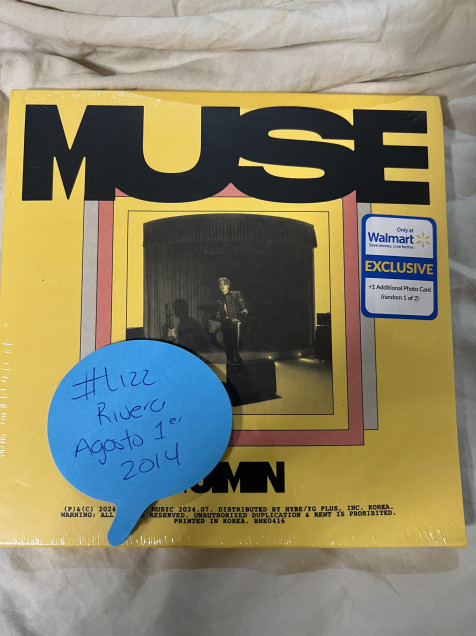 MUSE
Only at
Walmart
Save money. Live better.
EXCLUSIVE
+1 Additional Photo Card
(random 1 of 2)
#Lizz
Rivera
Agosto 1er
2014
IMIN
(P)&(C) 2024 MUSIC 2024.07. DISTRIBUTED BY HYBE/YG PLUS, INC. KOREA.
WARNING: ALL RESERVED. UNAUTHORIZED DUPLICATION & RENT IS PROHIBITED.
PRINTED IN KOREA. BHE0416